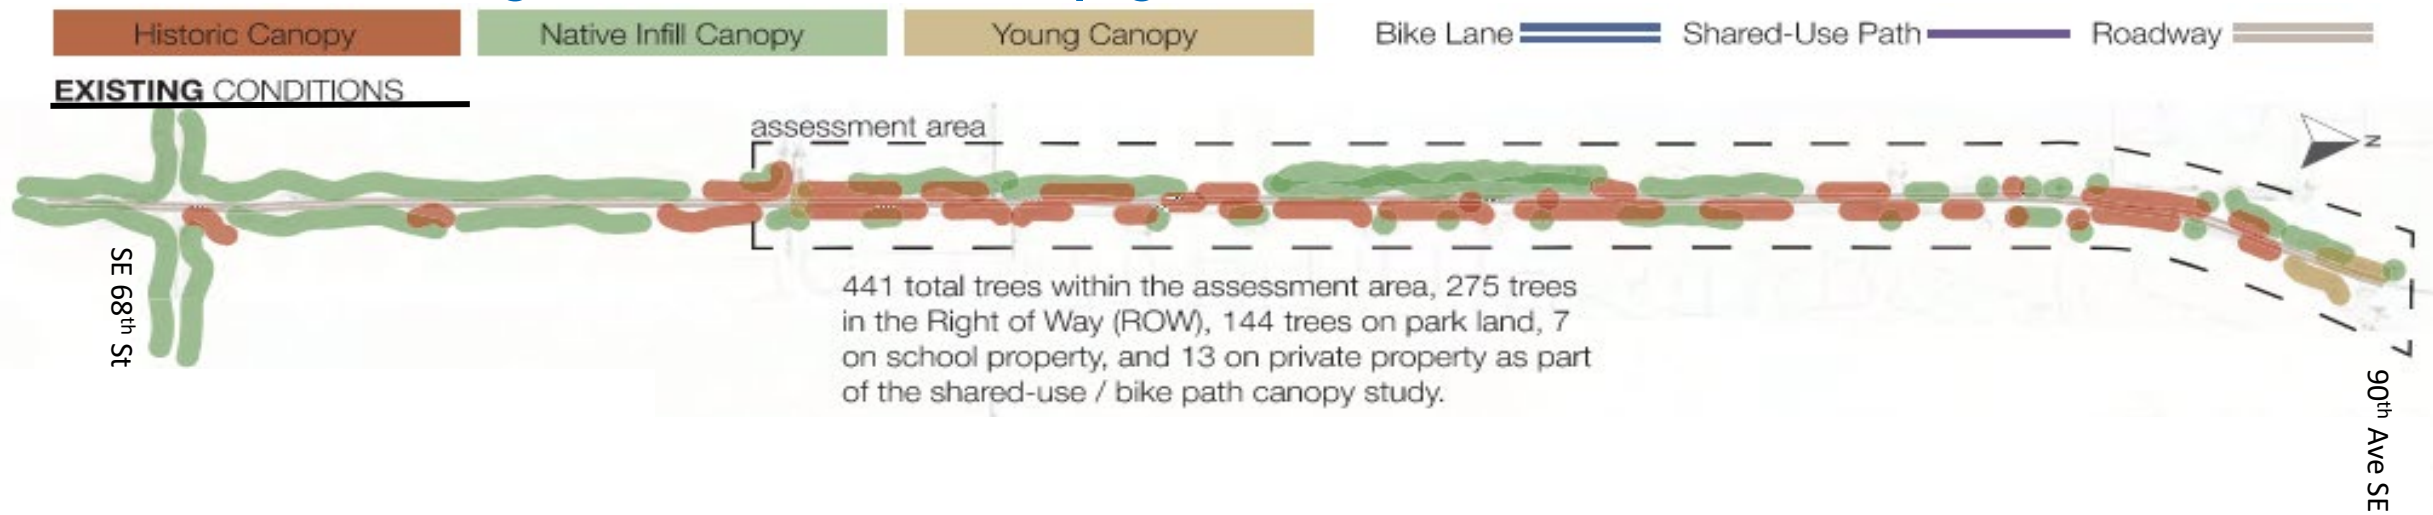 Historic Canopy
Native Infill Canopy
Young Canopy
Bike Lane
Shared-Use Path
Roadway
EXISTING CONDITIONS
assessment area
N
SE 68th St
441 total trees within the assessment area, 275 trees
in the Right of Way (ROW), 144 trees on park land, 7
on school property, and 13 on private property as part
of the shared-use / bike path canopy study.
90th Ave SE